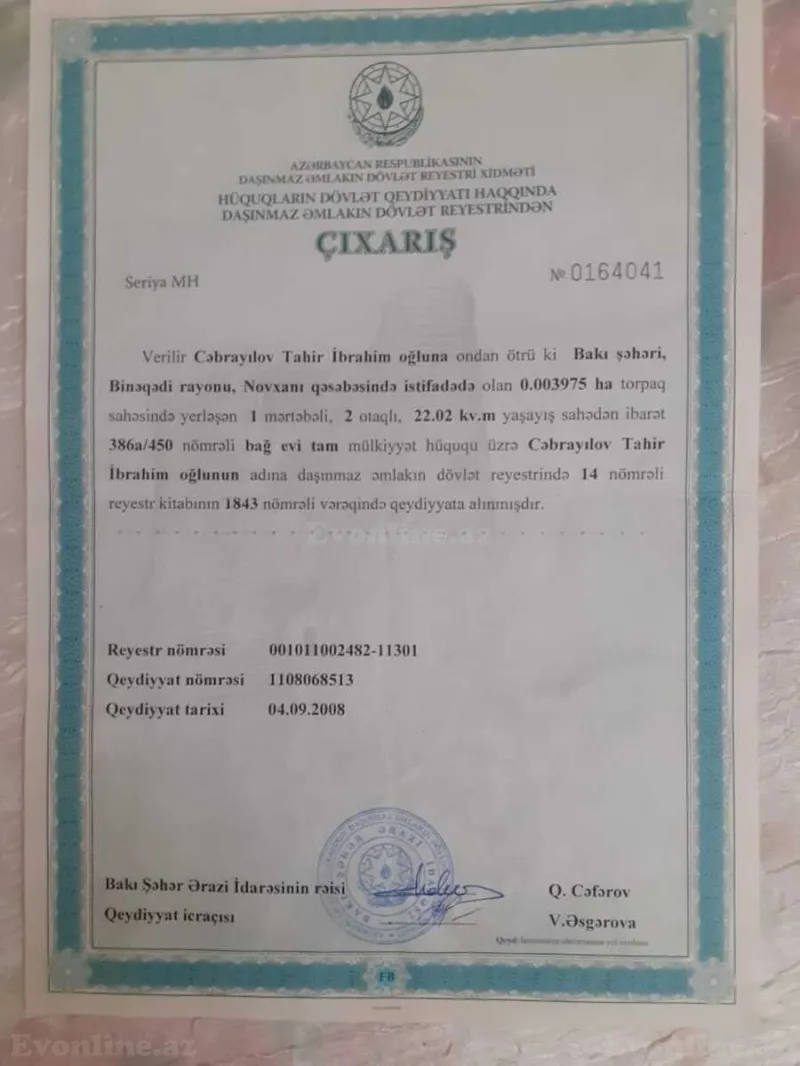 AZƏRBAYCAN RESPUBLİKASININ
DAŞINMAZ ƏMLAKIN DÖVLƏT REYESTRİ XİDMƏTİ
HÜQUQLARIN DÖVLƏT QEYDİYYATI HAQQINDA
DAŞINMAZ ƏMLAKIN DÖVLƏT REYESTRİNDƏN
ÇIXARIŞ
Seriya MH
№ 0164041
Verilir Cəbrayılov Tahir İbrahim oğluna ondan ötrü ki Bakı şəhəri,
Binəqədi rayonu, Novxanı qəsəbəsində istifadədə olan 0.003975 ha torpaq
sahəsində yerləşən 1 mərtəbəli, 2 otaqlı, 22.02 kv.m yaşayış sahədən ibarət
386a/450 nömrəli bağ evi tam mülkiyyət hüququ üzrə Cəbrayılov Tahir
İbrahim oğlunun adına daşınmaz əmlakın dövlət reyestrində 14 nömrəli
reyestr kitabının 1843 nömrəli vərəqində qeydiyyata alınmışdır.
Evonline.az
Reyestr nömrəsi 001011002482-11301
Qeydiyyat nömrəsi 1108068513
Qeydiyyat tarixi 04.09.2008
Bakı Şəhər Ərazi İdarəsinin rəisi Q. Cəfərov
Qeydiyyat icraçısı V.Əsgərova
Qeyd:
FB
Evonline.az